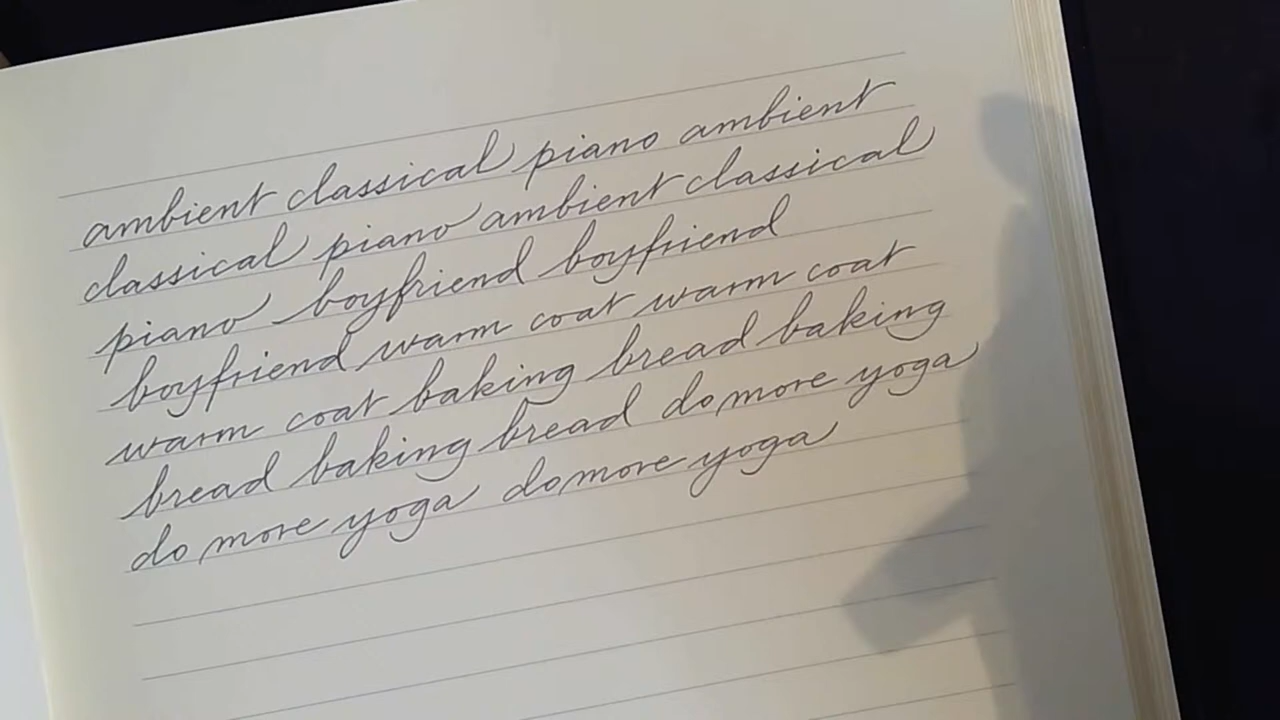 ambient classical piano ambient
classical piano ambient classical
piano boyfriend boyfriend
boyfriend warm coat warm coat
warm coat baking bread baking
bread baking bread do more yoga
do more yoga do more yoga